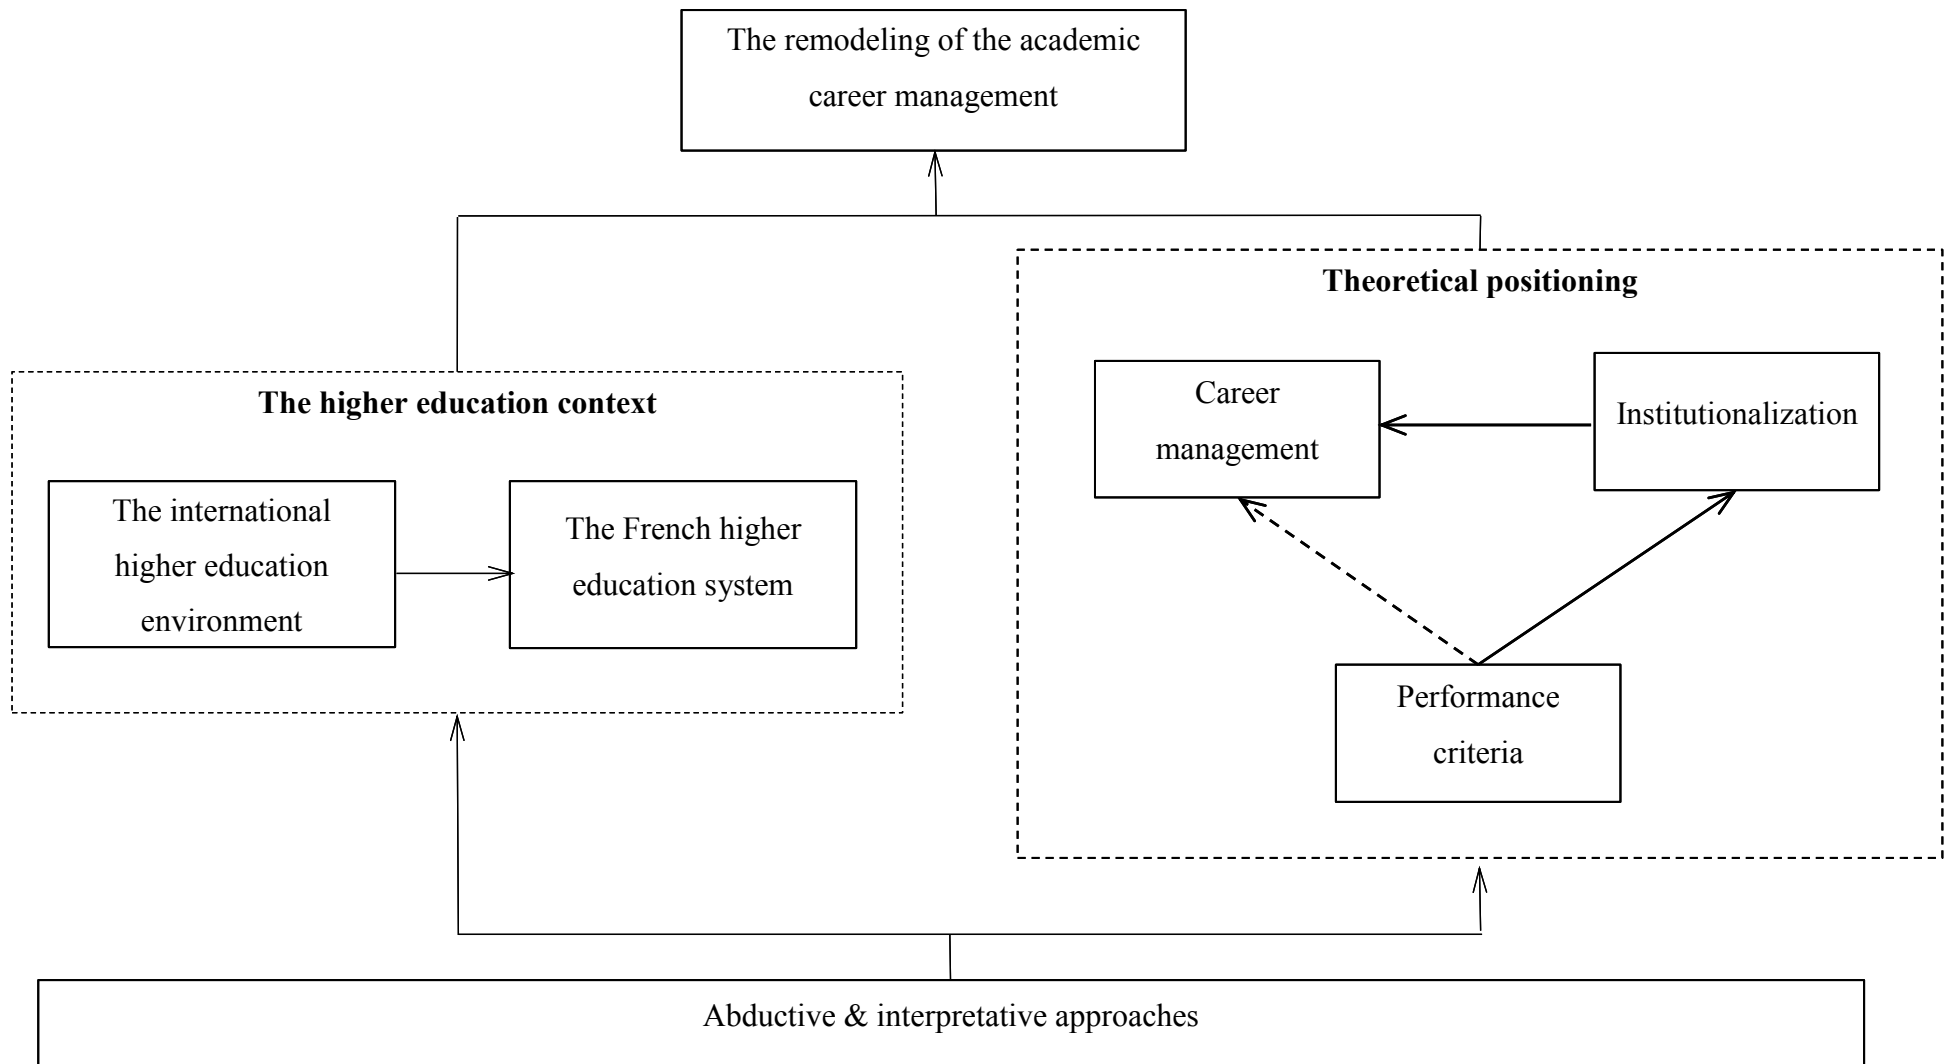 The remodeling of the academic
career management
Theoretical positioning
Career
management
Institutionalization
Performance
criteria
The higher education context
The international
higher education
environment
The French higher
education system
Abductive & interpretative approaches